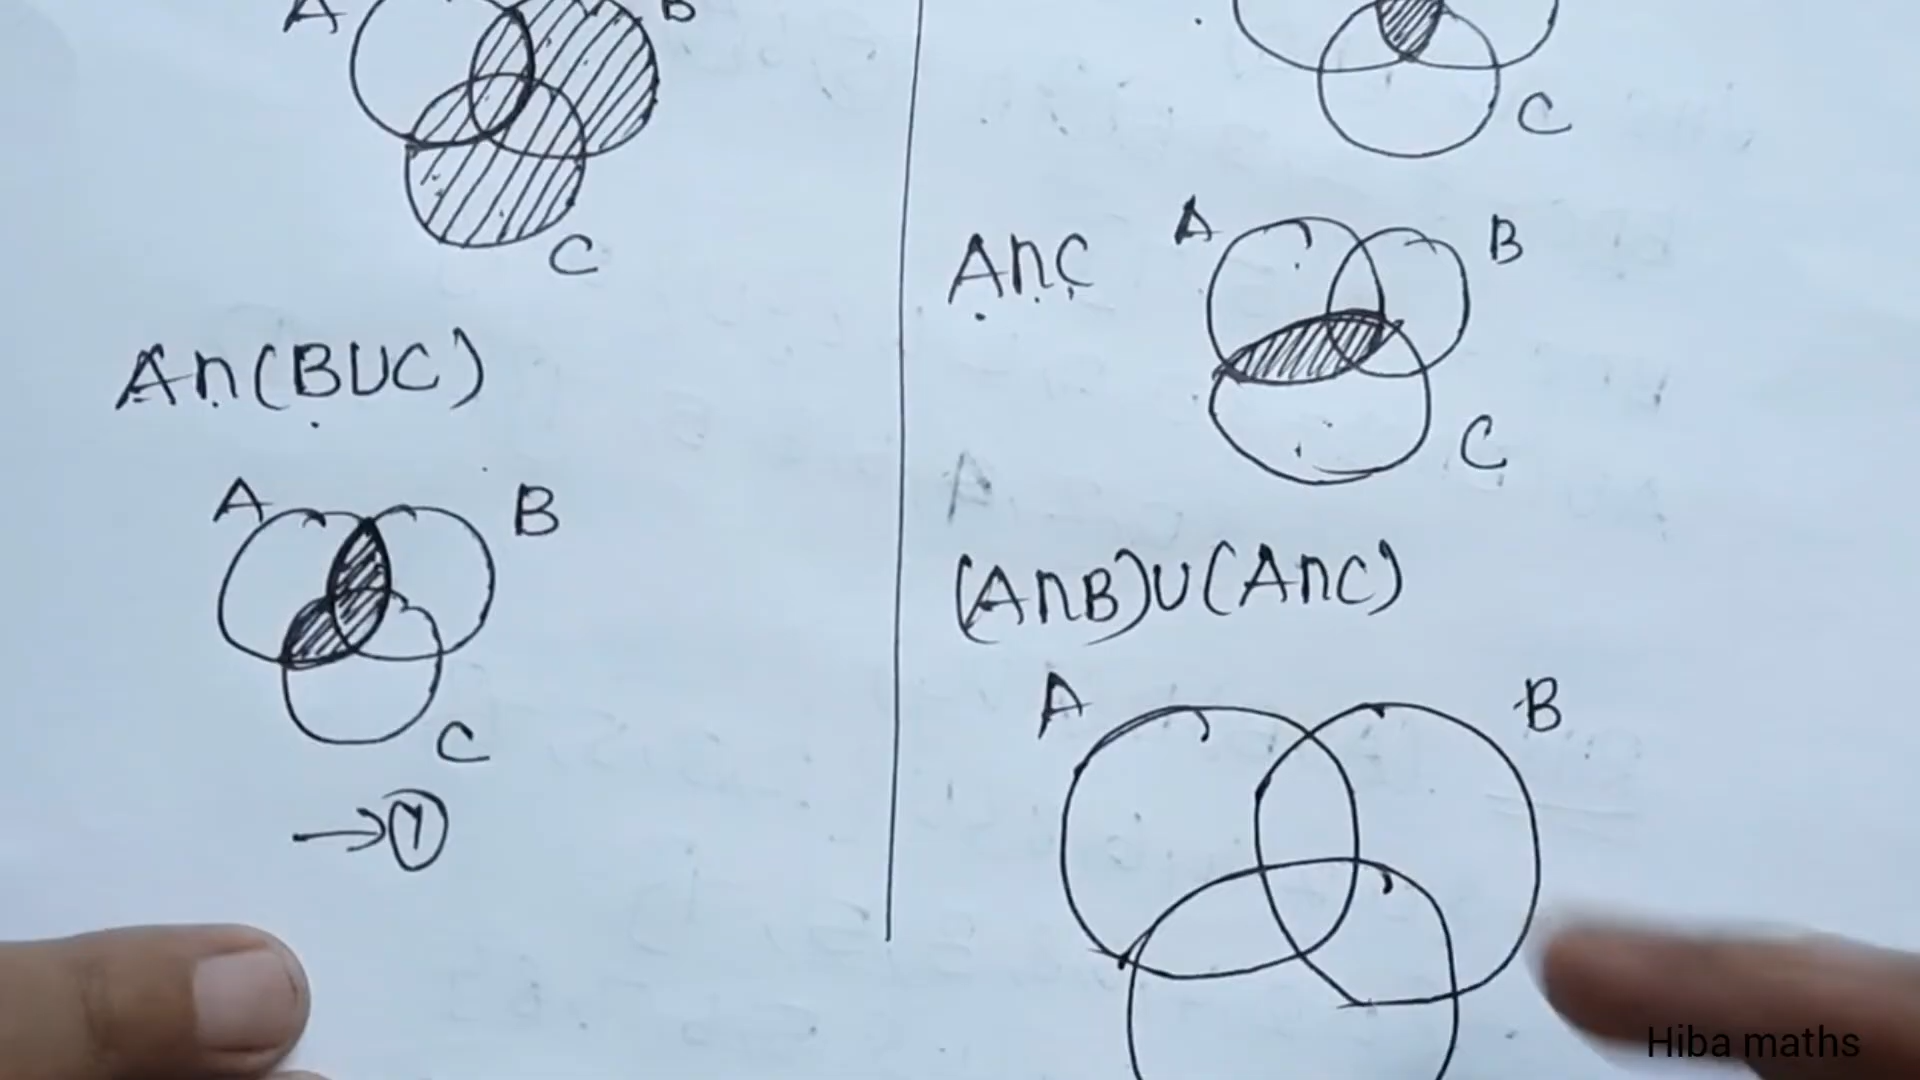 A B
C
A∩(B∪C)
A B
C
→①
C
A∩C
A B
C
A
(A∩B)∪(A∩C)
A B
Hiba maths